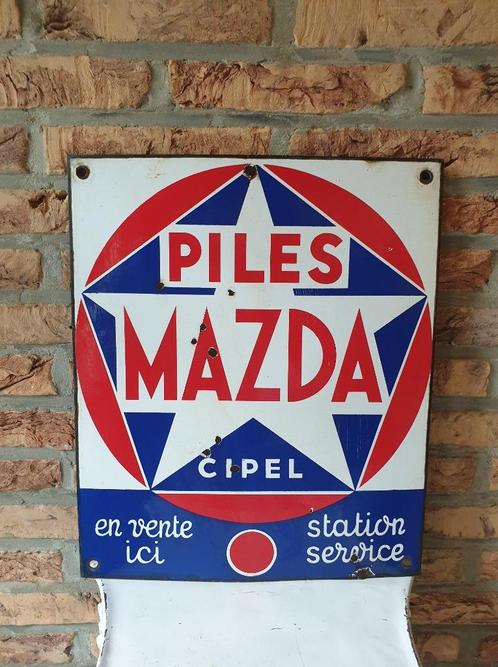 PILES
MAZDA
CIPEL
en vente
ici
station
service